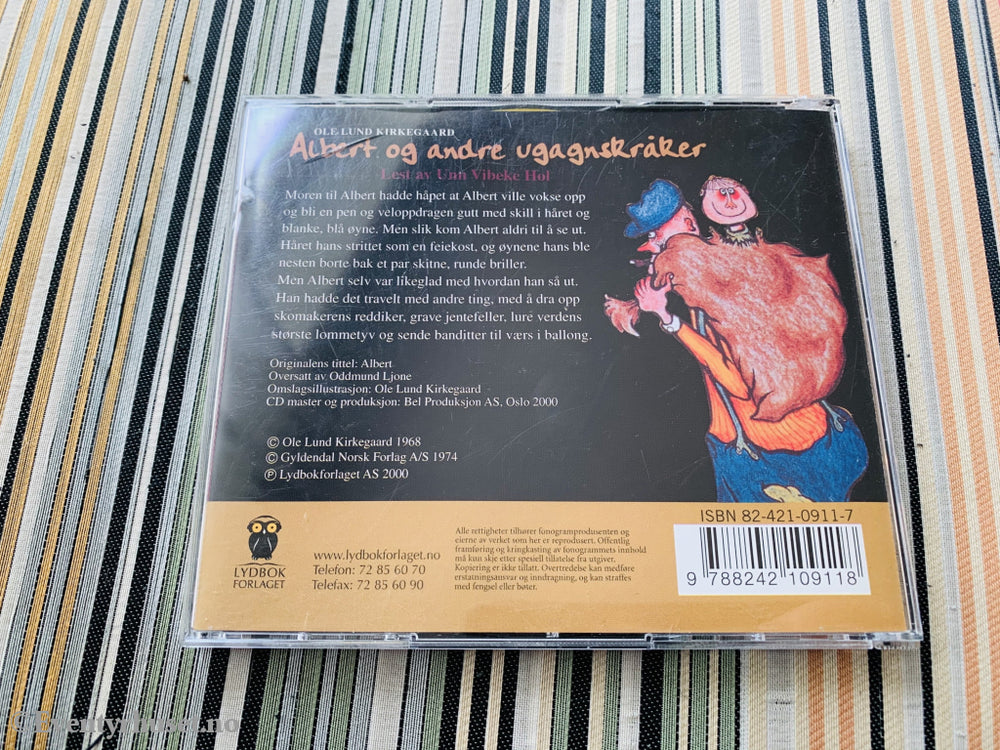 OLE LUND KIRKEGAARD
Albert og andre ugagnskråker
Lest av Unn Vibeke Hol
Moren til Albert hadde håpet at Albert ville vokse opp
og bli en pen og veloppdragen gutt med skill i håret og
blanke, blå øyne. Men slik kom Albert aldri til å se ut.
Håret hans strittet som en feiekost, og øynene hans ble
nesten borte bak et par skitne, runde briller.
Men Albert selv var likeglad med hvordan han så ut.
Han hadde det travelt med andre ting, med å dra opp
skomakerens reddiker, grave jentefeller, lure verdens
største lommetyv og sende banditter til værs i ballong.
Originalens tittel: Albert
Oversatt av Oddmund Ljone
Omslagsillustrasjon: Ole Lund Kirkegaard
CD master og produksjon: Bel Produksjon AS, Oslo 2000
© Ole Lund Kirkegaard 1968
© Gyldendal Norsk Forlag A/S 1974
℗ Lydbokforlaget AS 2000
LYDBOK
FORLAGET
www.lydbokforlaget.no
Telefon: 72 85 60 70
Telefax: 72 85 60 90
Alle rettigheter tilhører fonogramprodusenten og
eierne av verket som her er reprodusert. Offentlig
framføring og kringkasting av fonogrammets innhold
må kun skje etter spesiell tillatelse fra utgiver.
Kopiering er ikke tillatt. Overtredelse kan medføre
erstatningsansvar og inndragning, og kan straffes
med fengsel eller bøter.
ISBN 82-421-0911-7
9 788242 109118